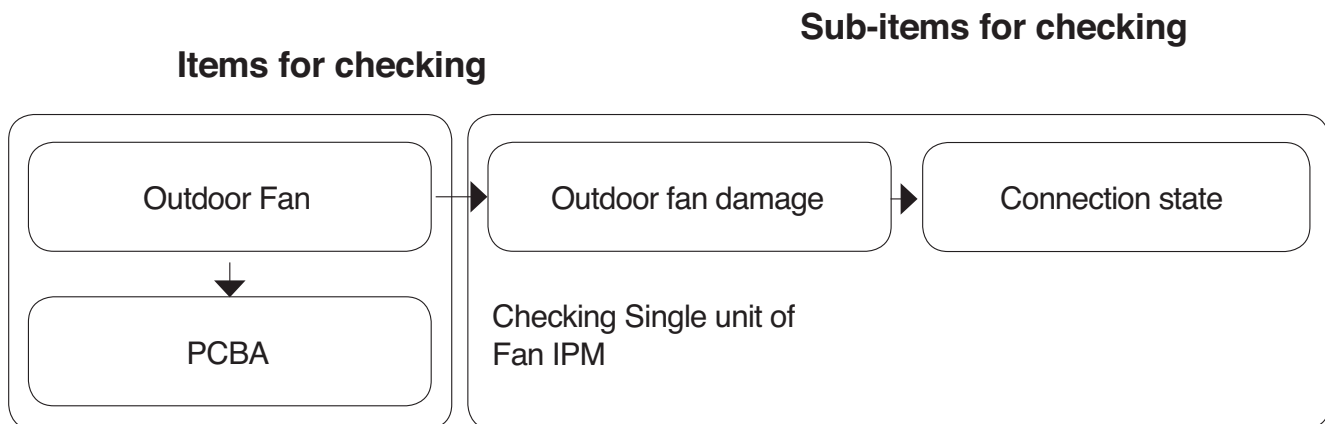 Sub-items for checking
Items for checking
Outdoor Fan
Outdoor fan damage
Connection state
PCBA
Checking Single unit of
Fan IPM